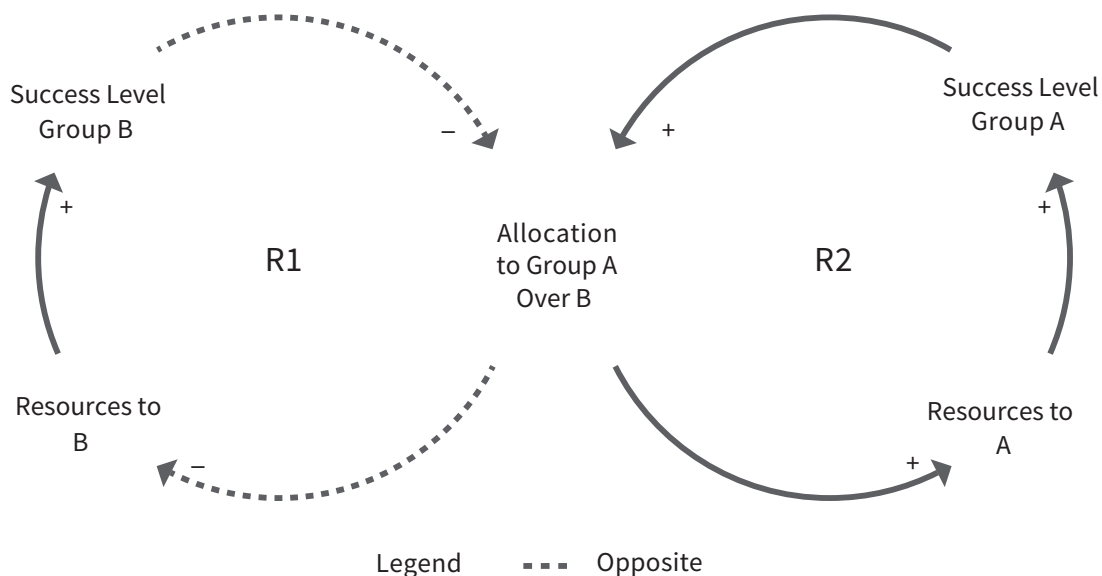 Success Level
Group B
–
+
Success Level
Group A
+
+
R1
Allocation
to Group A
Over B
R2
Resources to
B
–
Resources to
A
+
Legend
Opposite